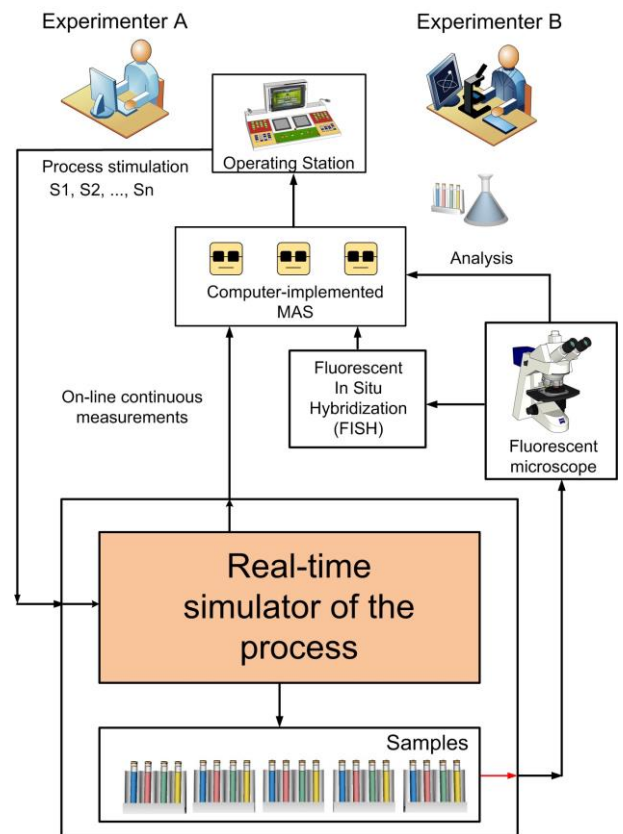 Experimenter A
Experimenter B
Operating Station
Process stimulation
S1, S2, ..., Sn
Analysis
Computer-implemented
MAS
On-line continuous
measurements
Fluorescent
In Situ
Hybridization
(FISH)
Fluorescent
microscope
Real-time
simulator of the
process
Samples